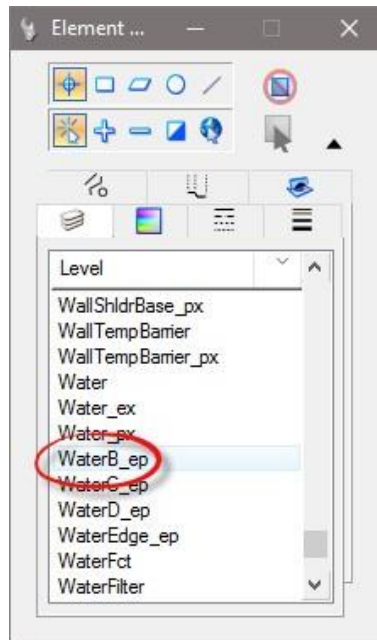 Element ...
Level
WallShldrBase_px
WallTempBarrier
WallTempBarrier_px
Water
Water_ex
Water_px
WaterB_ep
WaterC_ep
WaterD_ep
WaterEdge_ep
WaterFct
WaterFilter